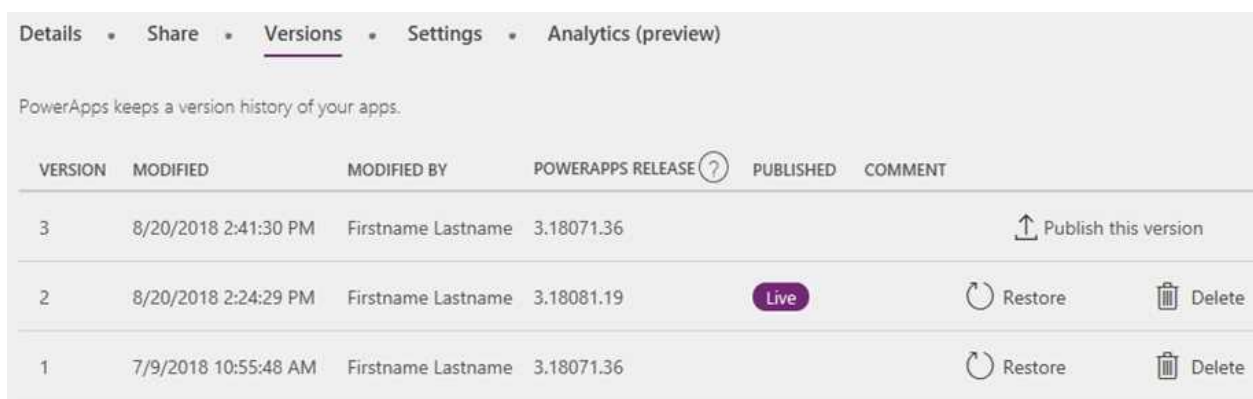 Details • Share • Versions • Settings • Analytics (preview)
PowerApps keeps a version history of your apps.
VERSION MODIFIED MODIFIED BY POWERAPPS RELEASE ? PUBLISHED COMMENT
3 8/20/2018 2:41:30 PM Firstname Lastname 3.18071.36 Publish this version
2 8/20/2018 2:24:29 PM Firstname Lastname 3.18081.19 Live Restore Delete
1 7/9/2018 10:55:48 AM Firstname Lastname 3.18071.36 Restore Delete